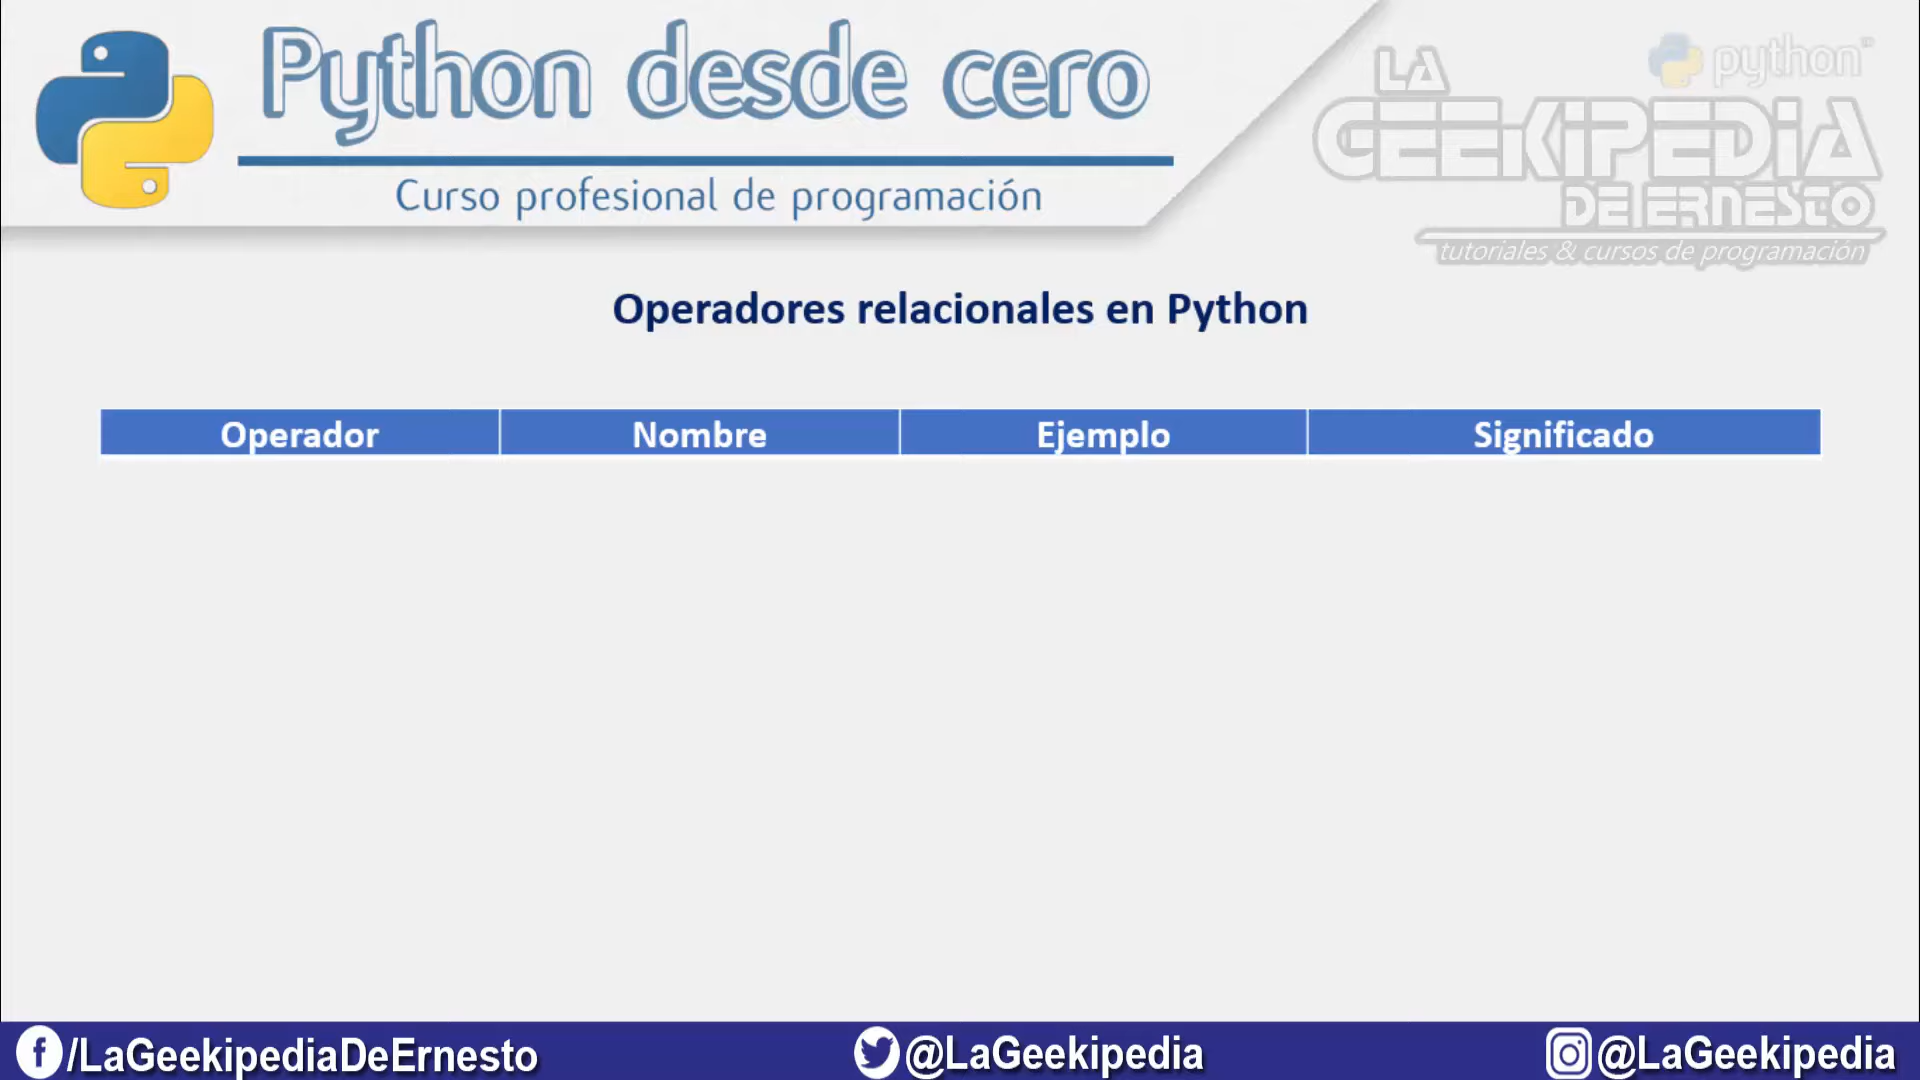 Python desde cero
Curso profesional de programación
python™
LA
GEEKIPEDIA
DE ERNESTO
tutoriales & cursos de programación
Operadores relacionales en Python
Operador Nombre Ejemplo Significado
/LaGeekipediaDeErnesto @LaGeekipedia @LaGeekipedia